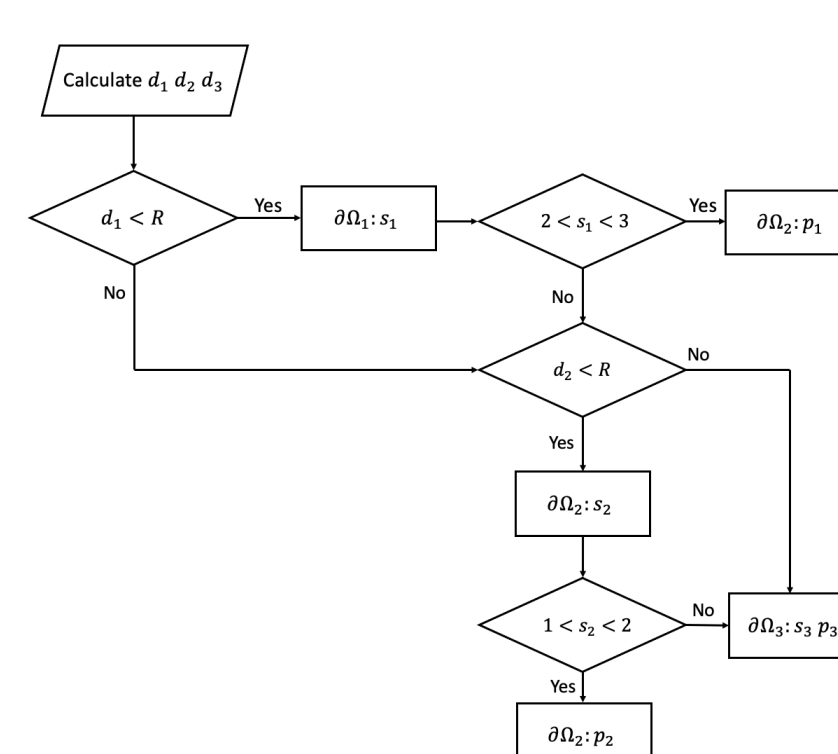 Calculate d₁ d₂ d₃
d₁ < R
Yes
∂Ω₁: s₁
2 < s₁ < 3
Yes
∂Ω₂: p₁
No
No
d₂ < R
No
Yes
∂Ω₂: s₂
1 < s₂ < 2
No
∂Ω₃: s₃ p₃
Yes
∂Ω₂: p₂